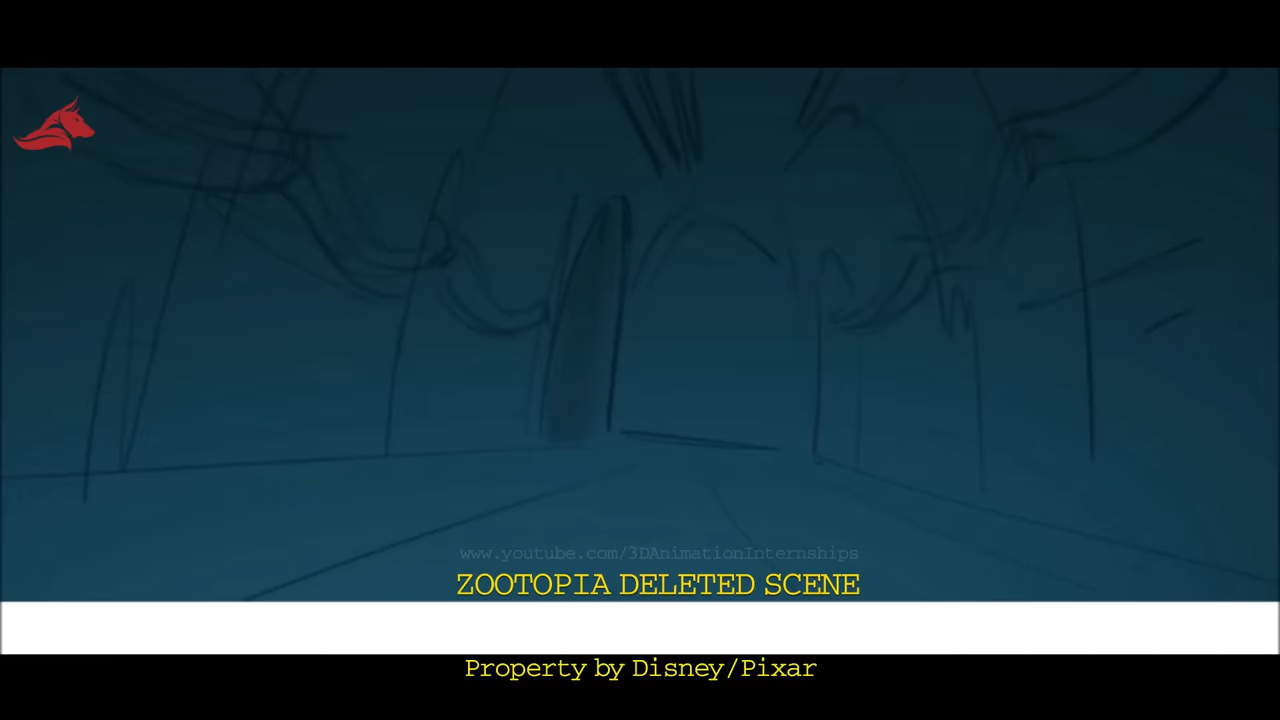 www.youtube.com/3DAnimationInternships
ZOOTOPIA DELETED SCENE
Property by Disney/Pixar